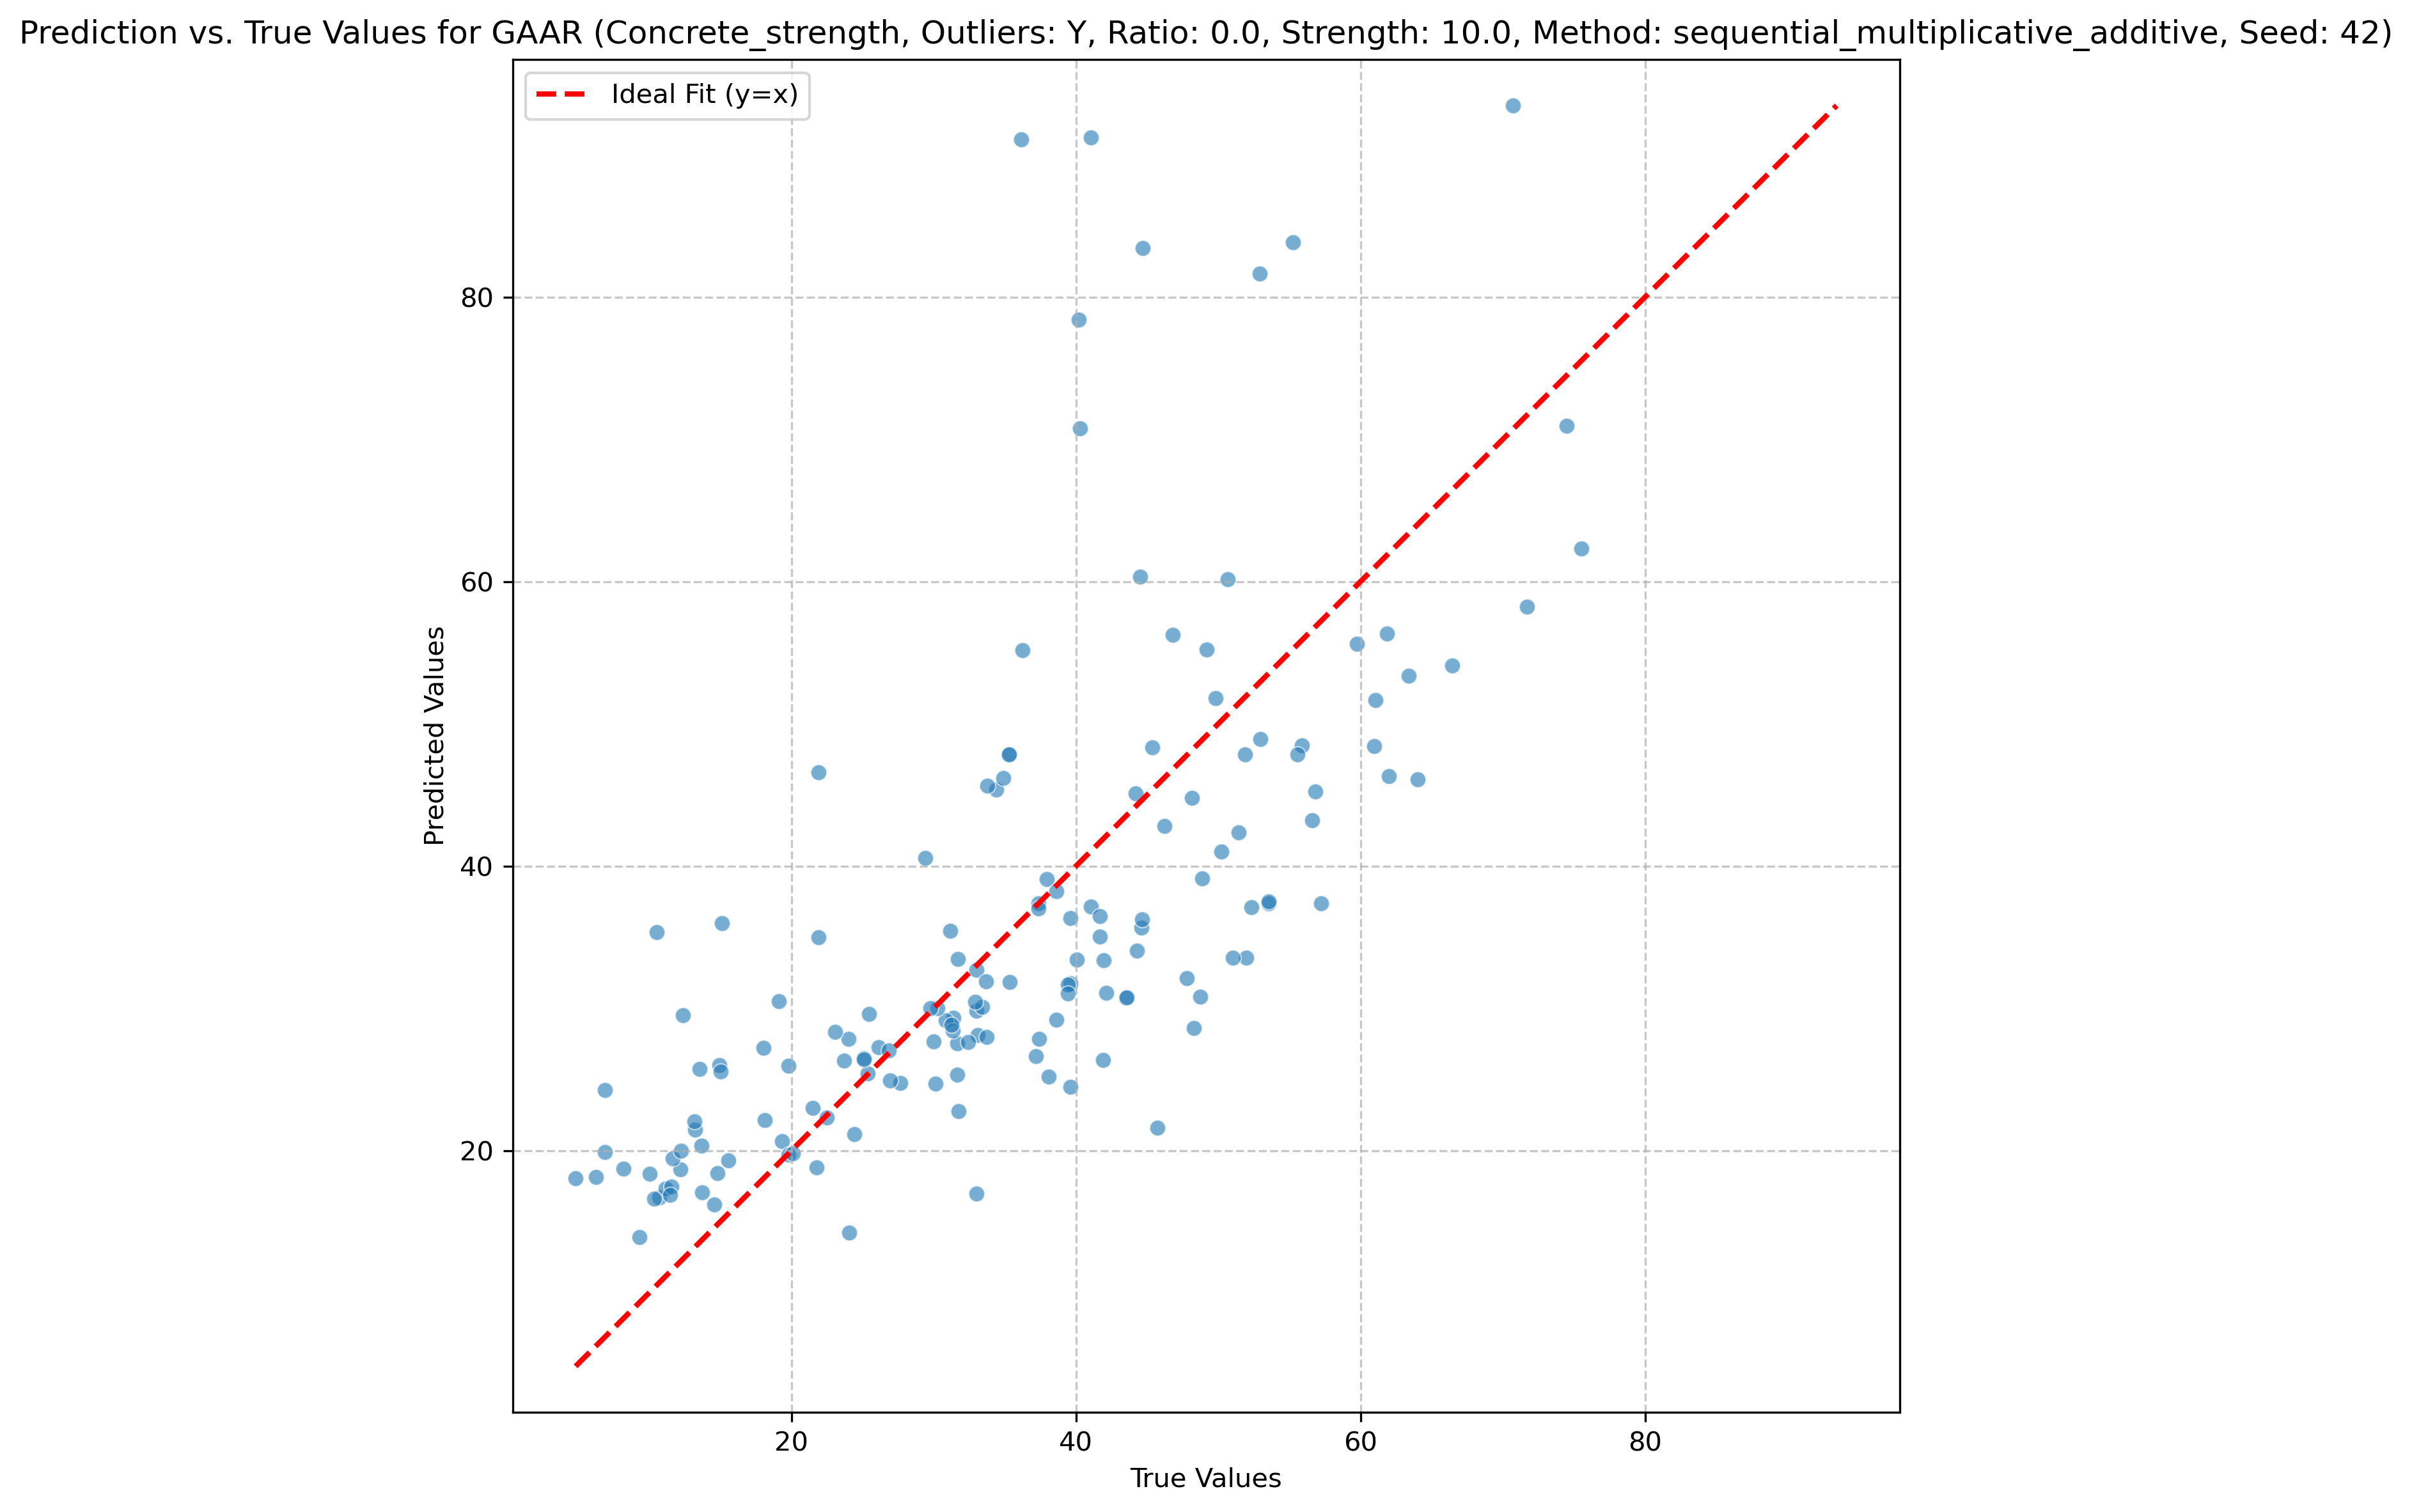 Prediction vs. True Values for GAAR (Concrete_strength, Outliers: Y, Ratio: 0.0, Strength: 10.0, Method: sequential_multiplicative_additive, Seed: 42)
Ideal Fit (y=x)
80
60
40
20
Predicted Values
20 40 60 80
True Values